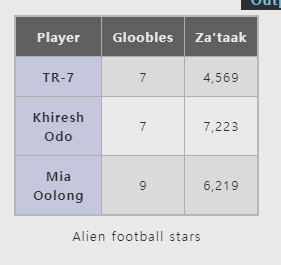 Player Gloobles Za'taak
TR-7 7 4,569
Khiresh
Odo 7 7,223
Mia
Oolong 9 6,219
Alien football stars